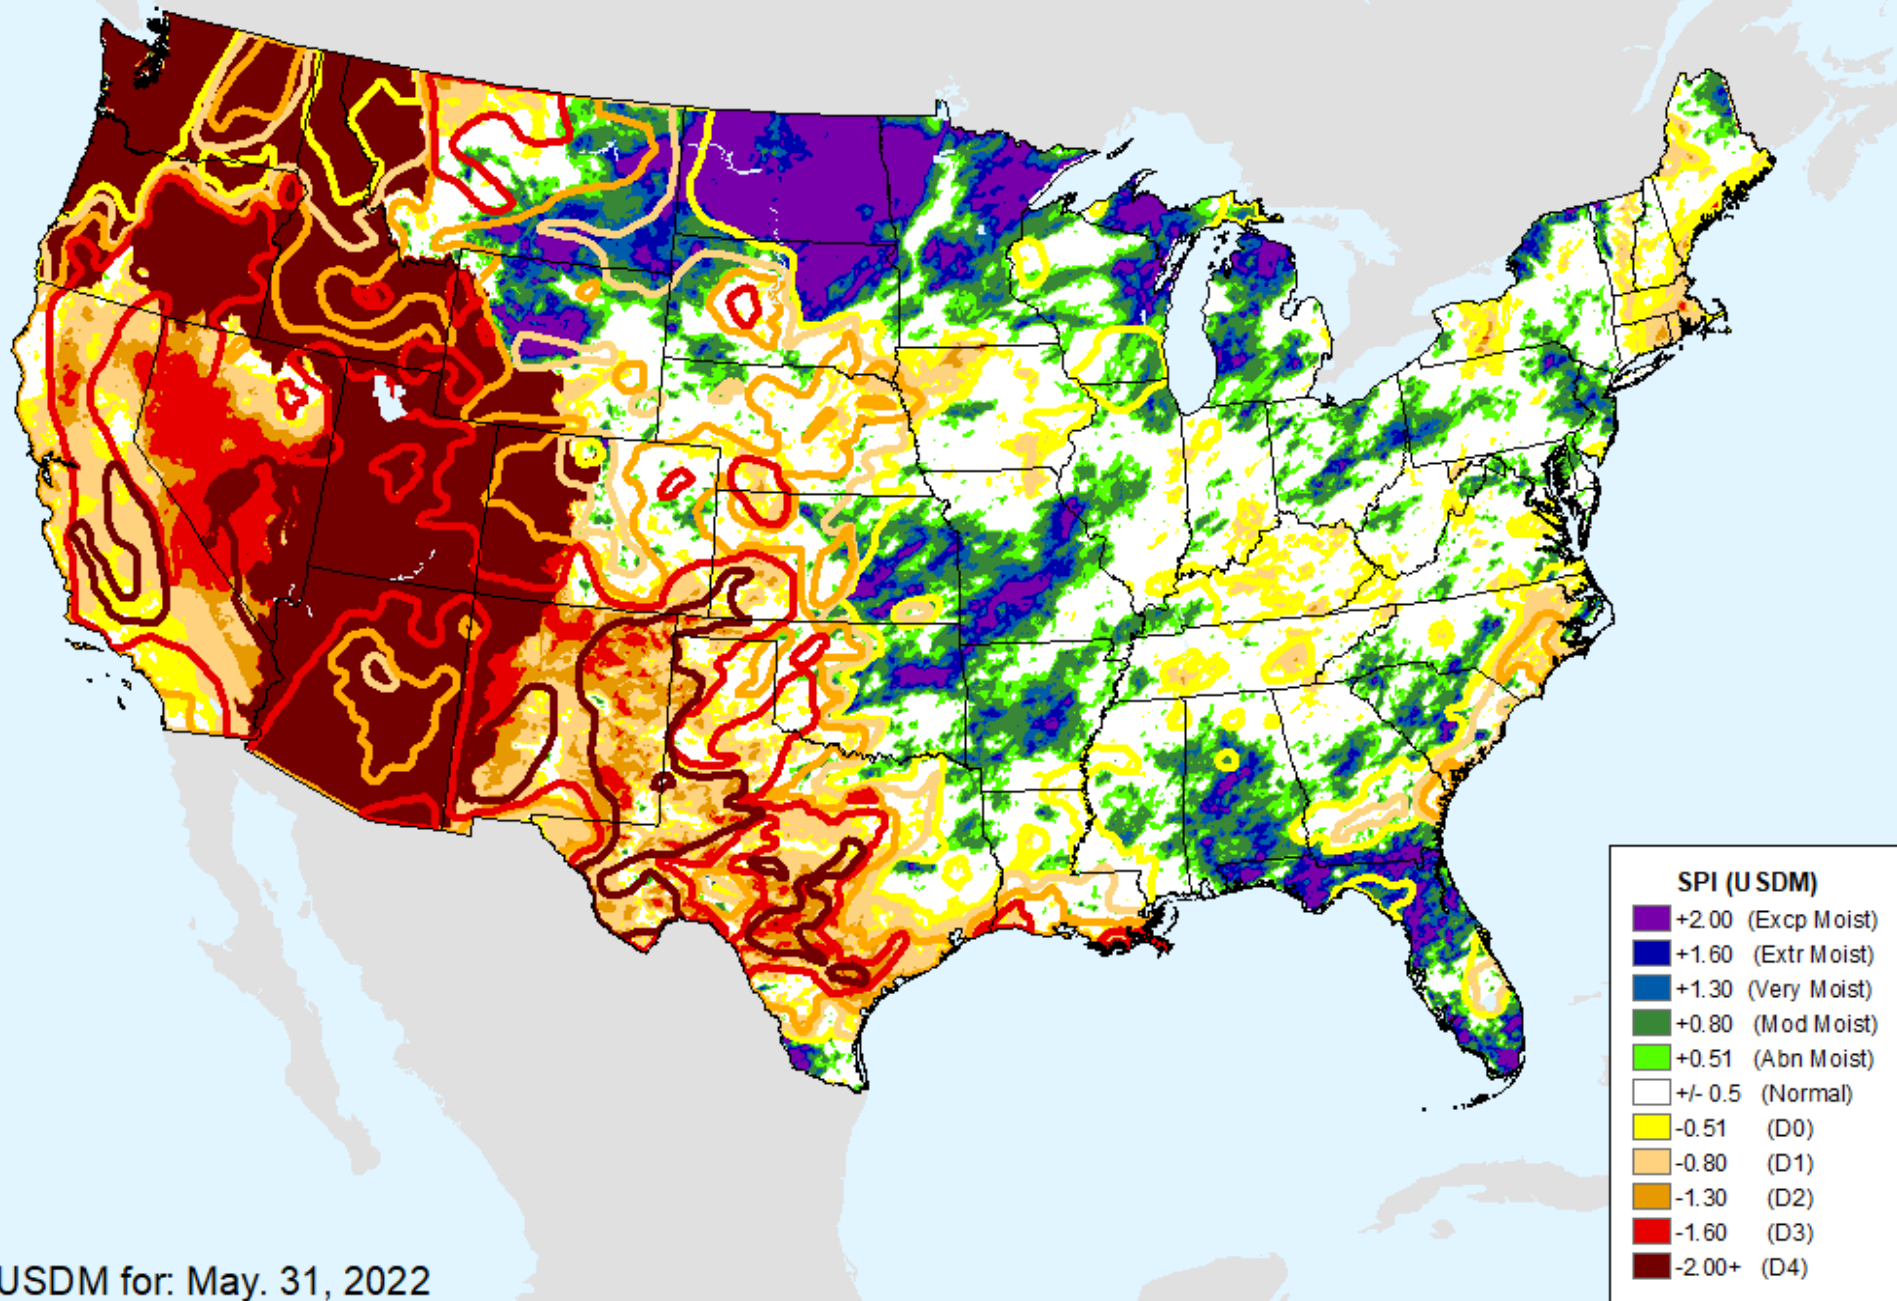 SPI (USDM)
+2.00 (Excp Moist)
+1.60 (Extr Moist)
+1.30 (Very Moist)
+0.80 (Mod Moist)
+0.51 (Abn Moist)
+/- 0.5 (Normal)
-0.51 (D0)
-0.80 (D1)
-1.30 (D2)
-1.60 (D3)
-2.00+ (D4)
USDM for: May. 31, 2022